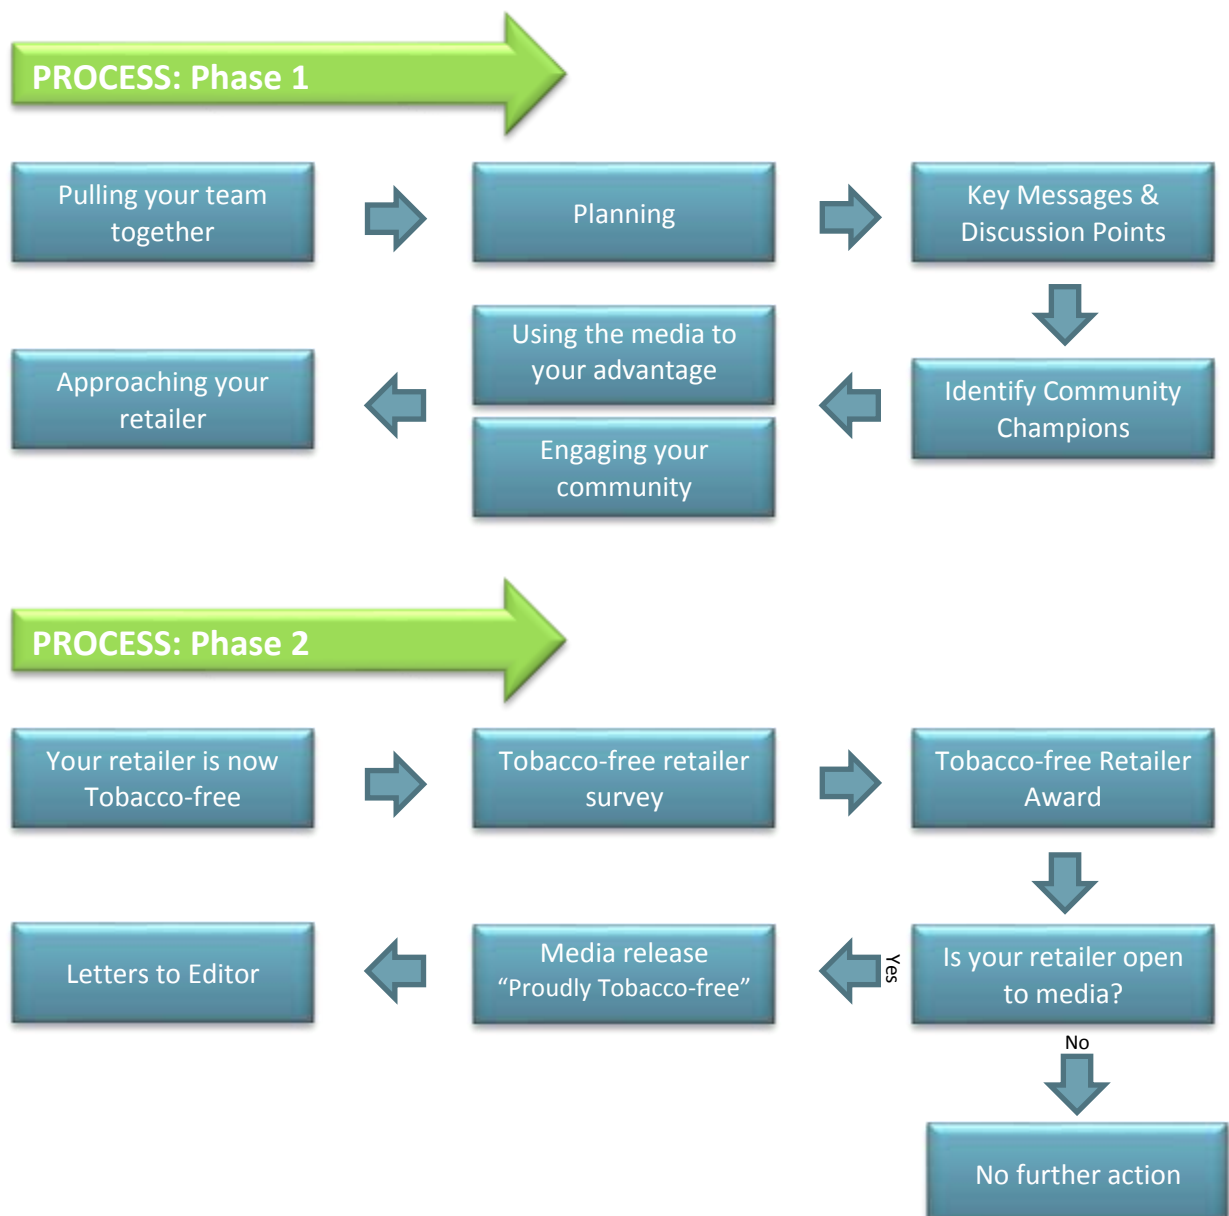 PROCESS: Phase 1
Pulling your team
together
Planning
Key Messages &
Discussion Points
Identify Community
Champions
Using the media to
your advantage
Engaging your
community
Approaching your
retailer
PROCESS: Phase 2
Your retailer is now
Tobacco-free
Tobacco-free retailer
survey
Tobacco-free Retailer
Award
Is your retailer open
to media?
Yes
Media release
“Proudly Tobacco-free”
Letters to Editor
No
No further action